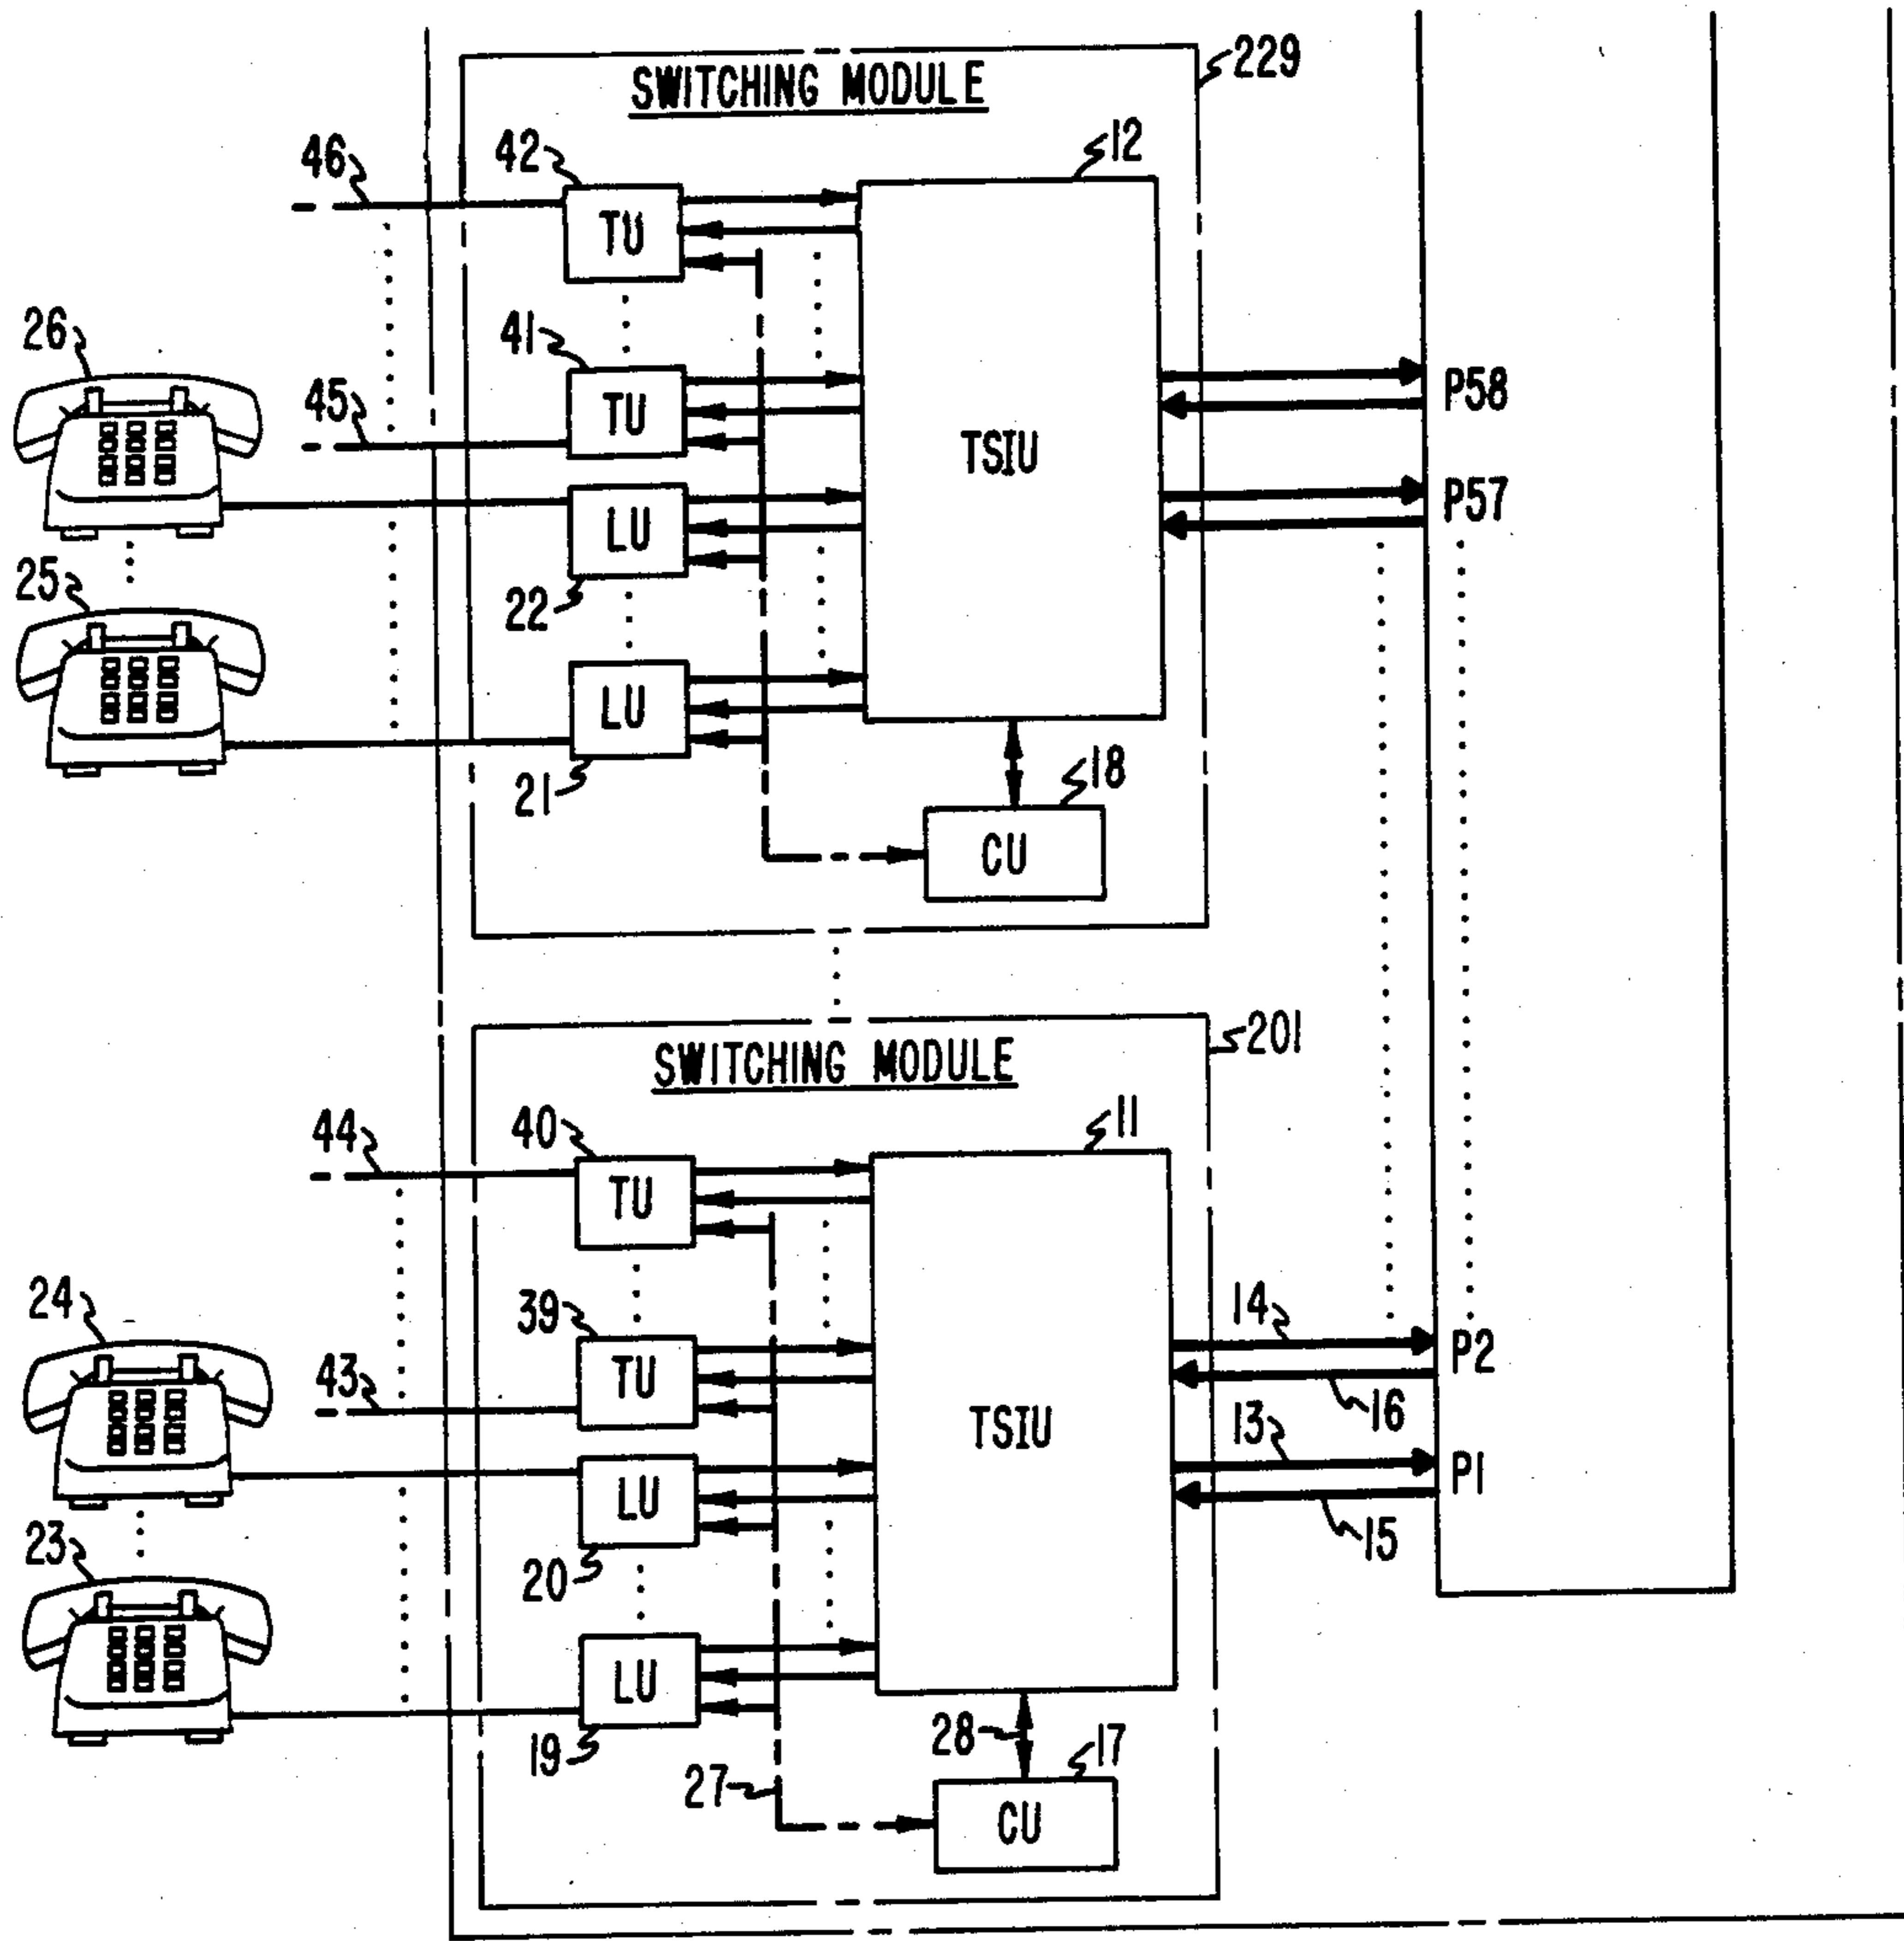 229
SWITCHING MODULE
46
42
12
TU
26
41
45
TU
P58
TSIU
P57
LU
25
22
LU
21
18
CU
201
SWITCHING MODULE
44
40
11
TU
24
39
14
43
TU
P2
TSIU
13
16
P1
LU
23
20
15
LU
19
28
17
27
CU